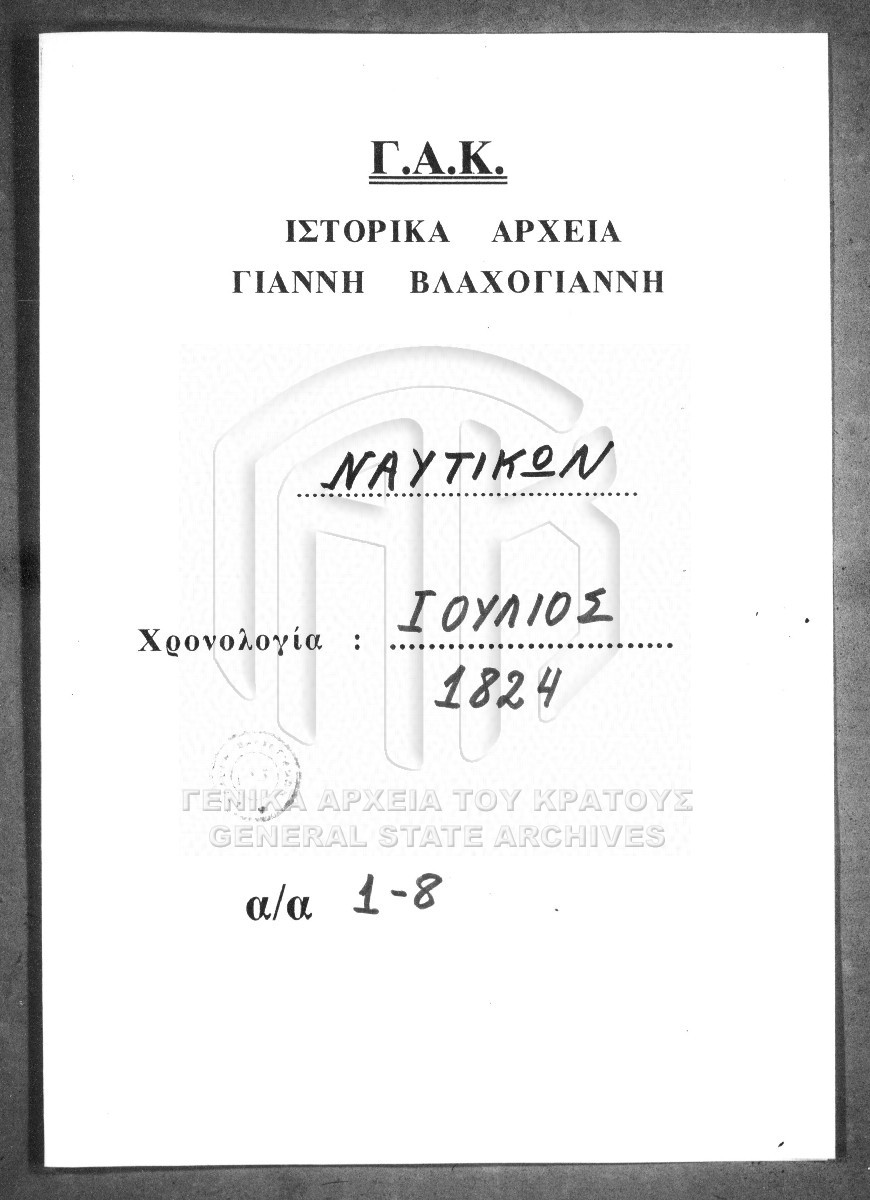 Γ.Α.Κ.
ΙΣΤΟΡΙΚΑ ΑΡΧΕΙΑ
ΓΙΑΝΝΗ ΒΛΑΧΟΓΙΑΝΝΗ
ΝΑΥΤΙΚΩΝ
Χρονολογία : ΙΟΥΛΙΟΣ
1824
ΓΕΝΙΚΑ ΑΡΧΕΙΑ ΤΟΥ ΚΡΑΤΟΥΣ
GENERAL STATE ARCHIVES
α/α 1-8